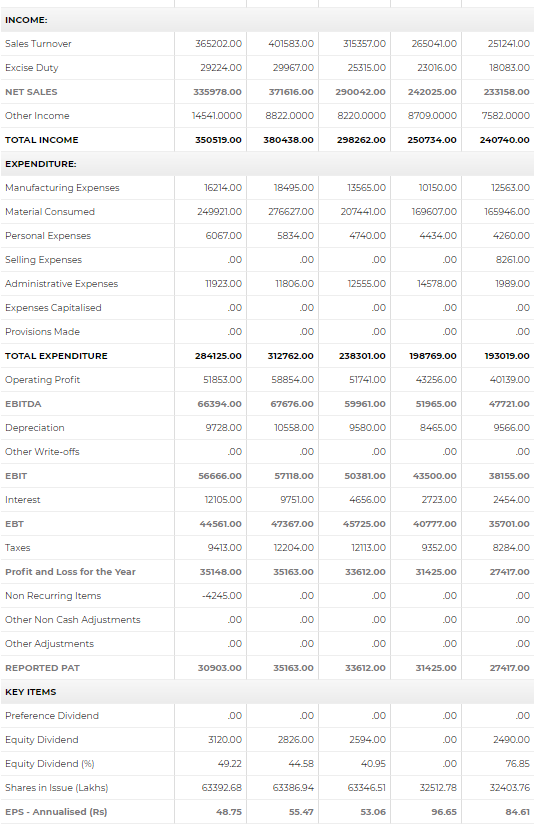 INCOME:
Sales Turnover 365202.00 401583.00 315357.00 265041.00 251241.00
Excise Duty 29224.00 29967.00 25315.00 23016.00 18083.00
NET SALES 335978.00 371616.00 290042.00 242025.00 233158.00
Other Income 14541.0000 8822.0000 8220.0000 8709.0000 7582.0000
TOTAL INCOME 350519.00 380438.00 298262.00 250734.00 240740.00
EXPENDITURE:
Manufacturing Expenses 16214.00 18495.00 13565.00 10150.00 12563.00
Material Consumed 249921.00 276627.00 207441.00 169607.00 165946.00
Personal Expenses 6067.00 5834.00 4740.00 4434.00 4260.00
Selling Expenses .00 .00 .00 .00 8261.00
Administrative Expenses 11923.00 11806.00 12555.00 14578.00 1989.00
Expenses Capitalised .00 .00 .00 .00 .00
Provisions Made .00 .00 .00 .00 .00
TOTAL EXPENDITURE 284125.00 312762.00 238301.00 198769.00 193019.00
Operating Profit 51853.00 58854.00 51741.00 43256.00 40139.00
EBITDA 66394.00 67676.00 59961.00 51965.00 47721.00
Depreciation 9728.00 10558.00 9580.00 8465.00 9566.00
Other Write-offs .00 .00 .00 .00 .00
EBIT 56666.00 57118.00 50381.00 43500.00 38155.00
Interest 12105.00 9751.00 4656.00 2723.00 2454.00
EBT 44561.00 47367.00 45725.00 40777.00 35701.00
Taxes 9413.00 12204.00 12113.00 9352.00 8284.00
Profit and Loss for the Year 35148.00 35163.00 33612.00 31425.00 27417.00
Non Recurring Items -4245.00 .00 .00 .00 .00
Other Non Cash Adjustments .00 .00 .00 .00 .00
Other Adjustments .00 .00 .00 .00 .00
REPORTED PAT 30903.00 35163.00 33612.00 31425.00 27417.00
KEY ITEMS
Preference Dividend .00 .00 .00 .00 .00
Equity Dividend 3120.00 2826.00 2594.00 .00 2490.00
Equity Dividend (%) 49.22 44.58 40.95 .00 76.85
Shares in Issue (Lakhs) 63392.68 63386.94 63346.51 32512.78 32403.76
EPS - Annualised (Rs) 48.75 55.47 53.06 96.65 84.61